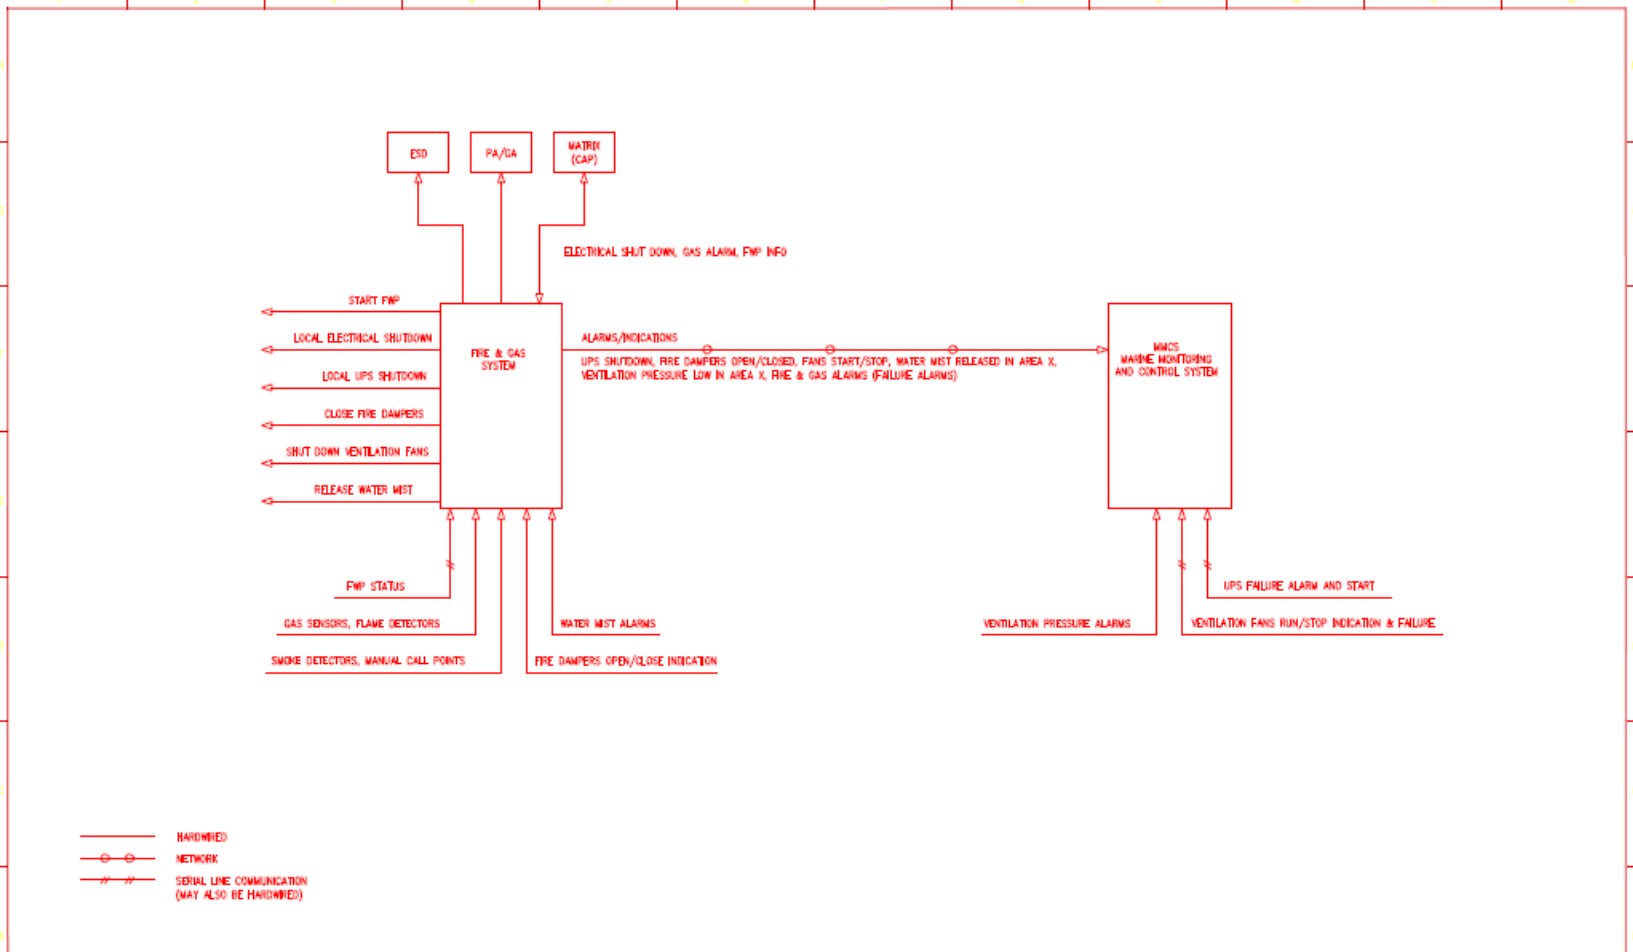 ESD
PA/GA
MATRIX
(CAP)
ELECTRICAL SHUT DOWN, GAS ALARM, FWP INFO
START FWP
LOCAL ELECTRICAL SHUTDOWN
LOCAL UPS SHUTDOWN
CLOSE FIRE DAMPERS
SHUT DOWN VENTILATION FANS
RELEASE WATER MIST
FIRE & GAS
SYSTEM
ALARMS/INDICATIONS
UPS SHUTDOWN, FIRE DAMPERS OPEN/CLOSED, FANS START/STOP, WATER MIST RELEASED IN AREA X,
VENTILATION PRESSURE LOW IN AREA X, FIRE & GAS ALARMS (FAILURE ALARMS)
MMCS
MARINE MONITORING
AND CONTROL SYSTEM
FWP STATUS
GAS SENSORS, FLAME DETECTORS
SMOKE DETECTORS, MANUAL CALL POINTS
WATER MIST ALARMS
FIRE DAMPERS OPEN/CLOSE INDICATION
UPS FAILURE ALARM AND START
VENTILATION PRESSURE ALARMS
VENTILATION FANS RUN/STOP INDICATION & FAILURE
HARDWIRED
NETWORK
SERIAL LINE COMMUNICATION
(MAY ALSO BE HARDWIRED)